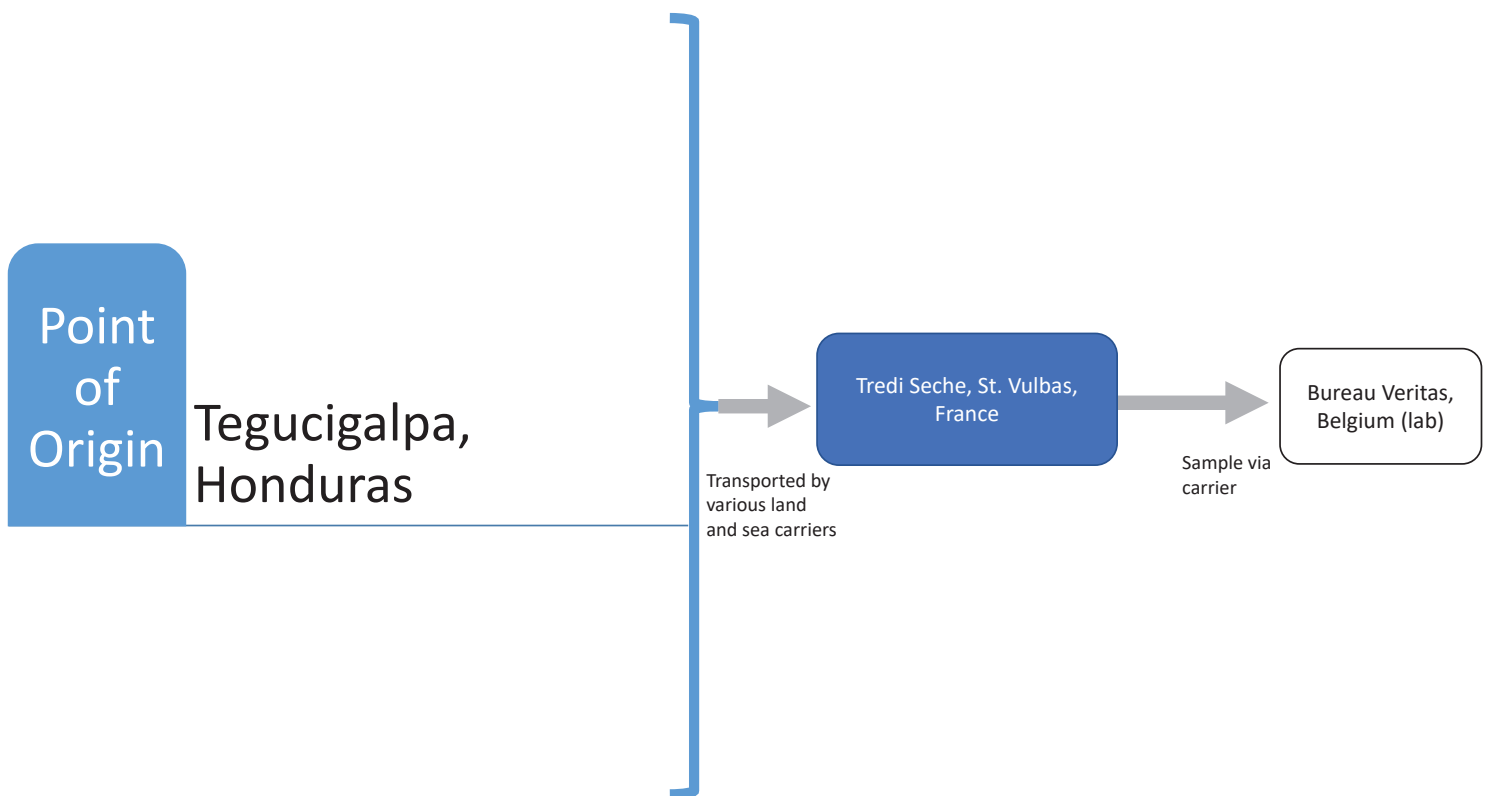 Point
of
Origin
Tegucigalpa,
Honduras
Transported by
various land
and sea carriers
Tredi Seche, St. Vulbas,
France
Sample via
carrier
Bureau Veritas,
Belgium (lab)